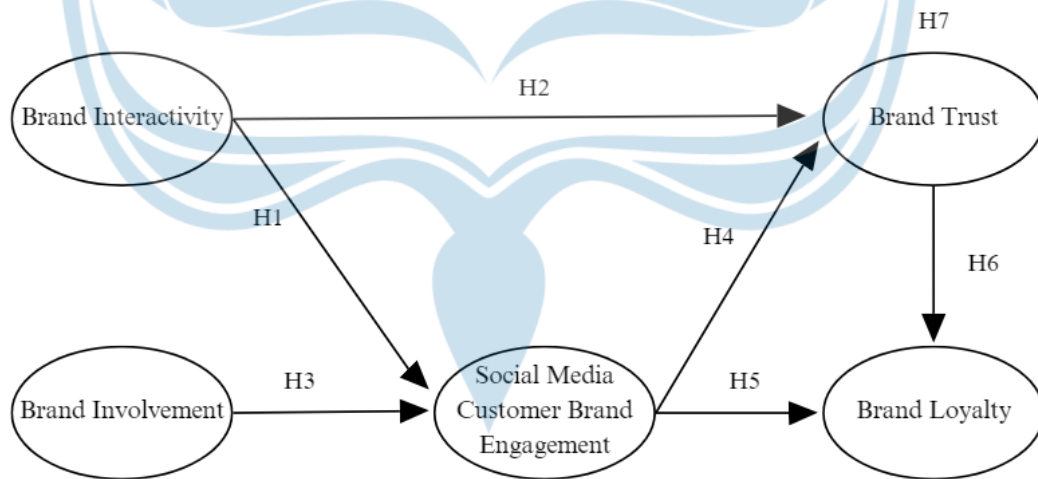 H7
H2
Brand Interactivity
Brand Trust
H1
H4
H6
Social Media
H3
H5
Brand Involvement
Customer Brand
Brand Loyalty
Engagement